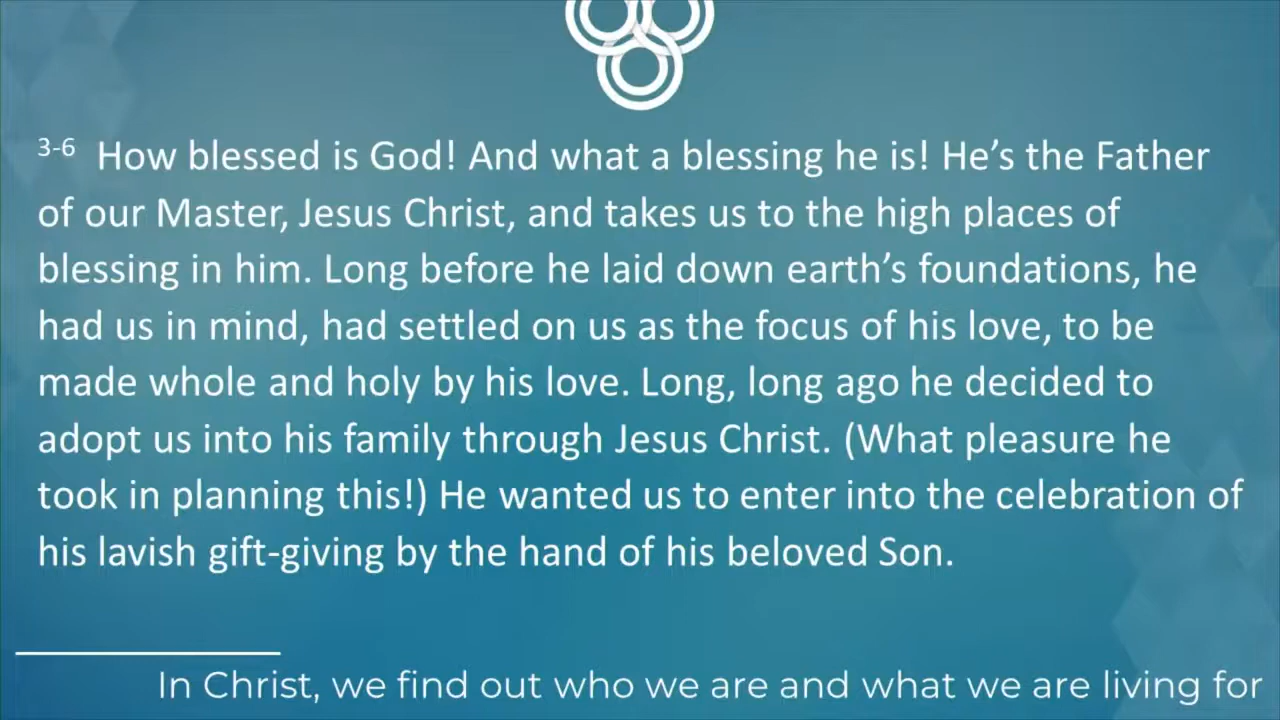 3-6 How blessed is God! And what a blessing he is! He’s the Father
of our Master, Jesus Christ, and takes us to the high places of
blessing in him. Long before he laid down earth’s foundations, he
had us in mind, had settled on us as the focus of his love, to be
made whole and holy by his love. Long, long ago he decided to
adopt us into his family through Jesus Christ. (What pleasure he
took in planning this!) He wanted us to enter into the celebration of
his lavish gift-giving by the hand of his beloved Son.
In Christ, we find out who we are and what we are living for